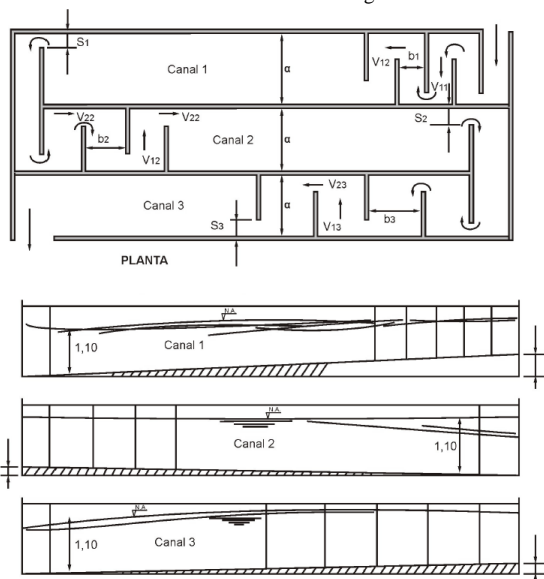 S1
Canal 1
α
V12
b1
V11
V22
V22
b2
V12
Canal 2
α
S2
Canal 3
S3
α
V23
V13
b3
PLANTA
N.A.
1,10
Canal 1
N.A.
Canal 2
1,10
N.A.
1,10
Canal 3